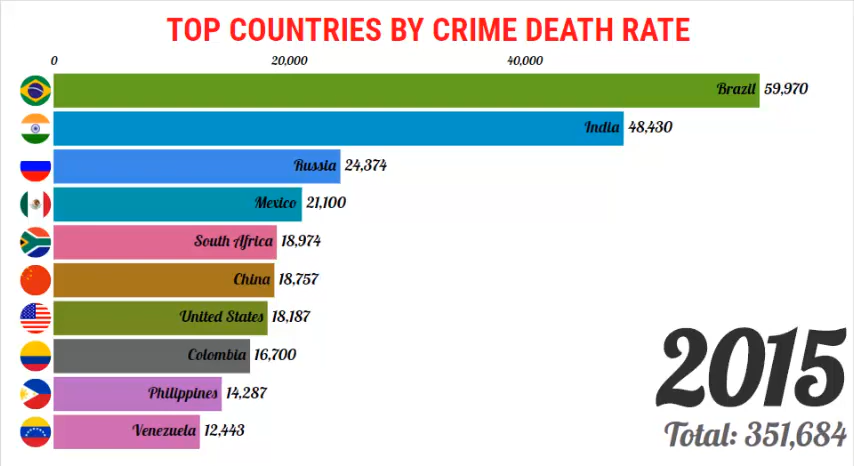 TOP COUNTRIES BY CRIME DEATH RATE
0 20,000 40,000
Brazil 59,970
India 48,430
Russia 24,374
Mexico 21,100
South Africa 18,974
China 18,757
United States 18,187
Colombia 16,700
Philippines 14,287
Venezuela 12,443
2015
Total: 351,684